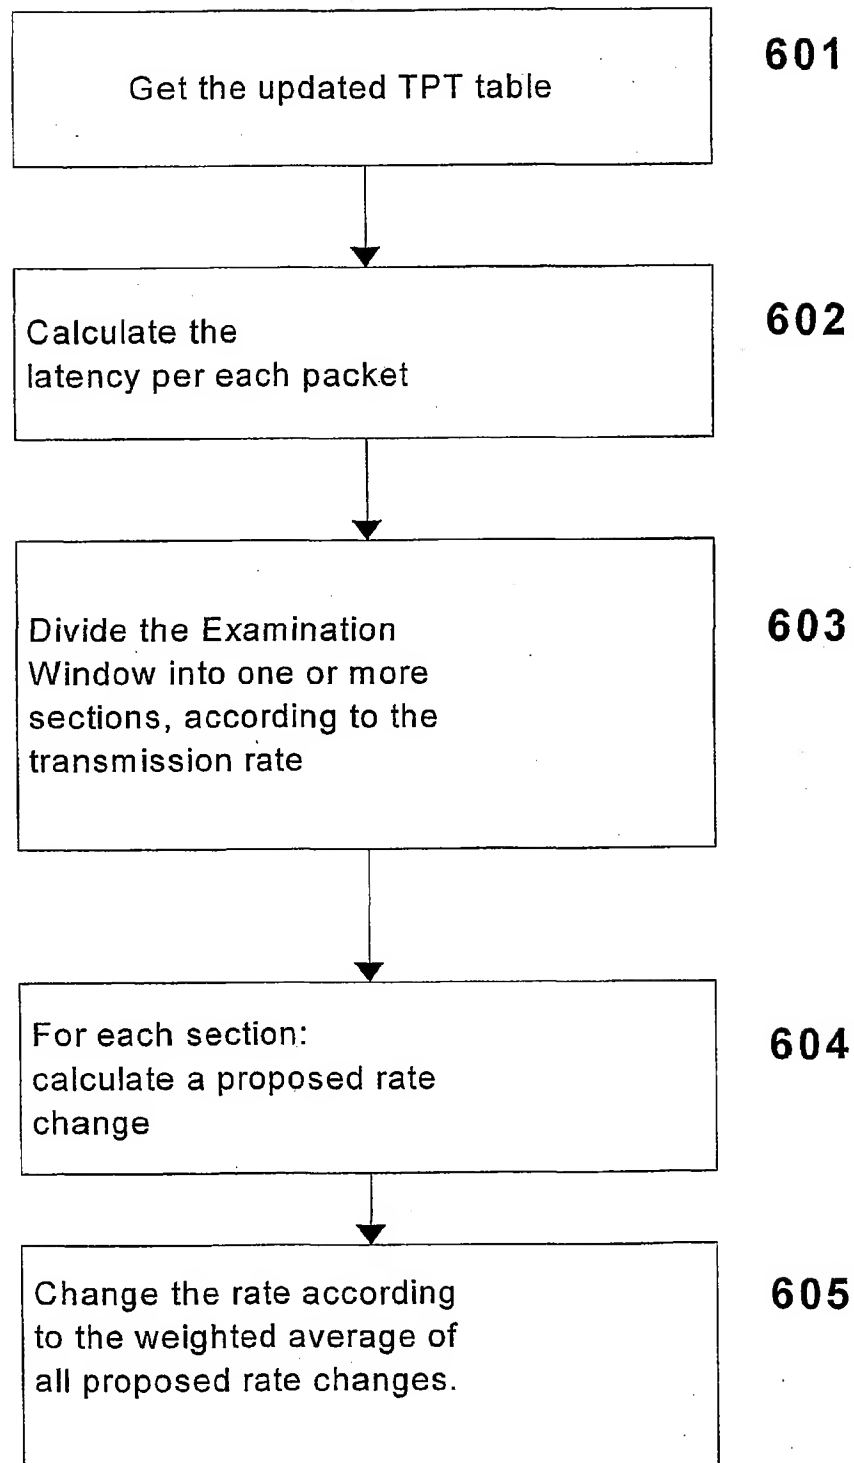 601
Get the updated TPT table
602
Calculate the
latency per each packet
603
Divide the Examination
Window into one or more
sections, according to the
transmission rate
604
For each section:
calculate a proposed rate
change
605
Change the rate according
to the weighted average of
all proposed rate changes.